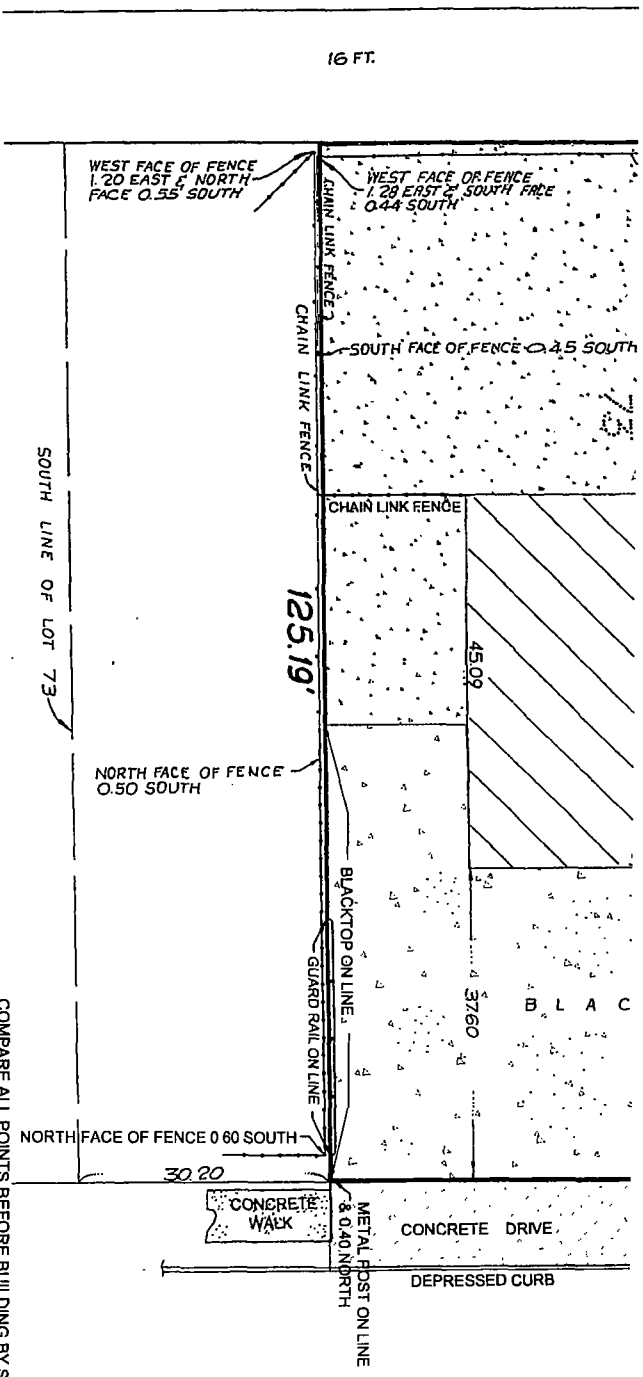 16 FT.
WEST FACE OF FENCE
1.20 EAST & NORTH
FACE 0.55' SOUTH
WEST FACE OF FENCE
1.28 EAST & SOUTH FACE
0.44 SOUTH
CHAIN LINK FENCE
SOUTH FACE OF FENCE 0.45 SOUTH
CHAIN LINK FENCE
73
CHAIN LINK FENCE
SOUTH LINE OF LOT 73
125.19'
45.09
NORTH FACE OF FENCE
0.50 SOUTH
BLACKTOP ON LINE
GUARD RAIL ON LINE
37.60
B L A C
NORTH FACE OF FENCE 0 60 SOUTH
30.20
CONCRETE
WALK
METAL POST ON LINE
& 0.40 NORTH
CONCRETE DRIVE
DEPRESSED CURB
COMPARE ALL POINTS BEFORE BUILDING BY S